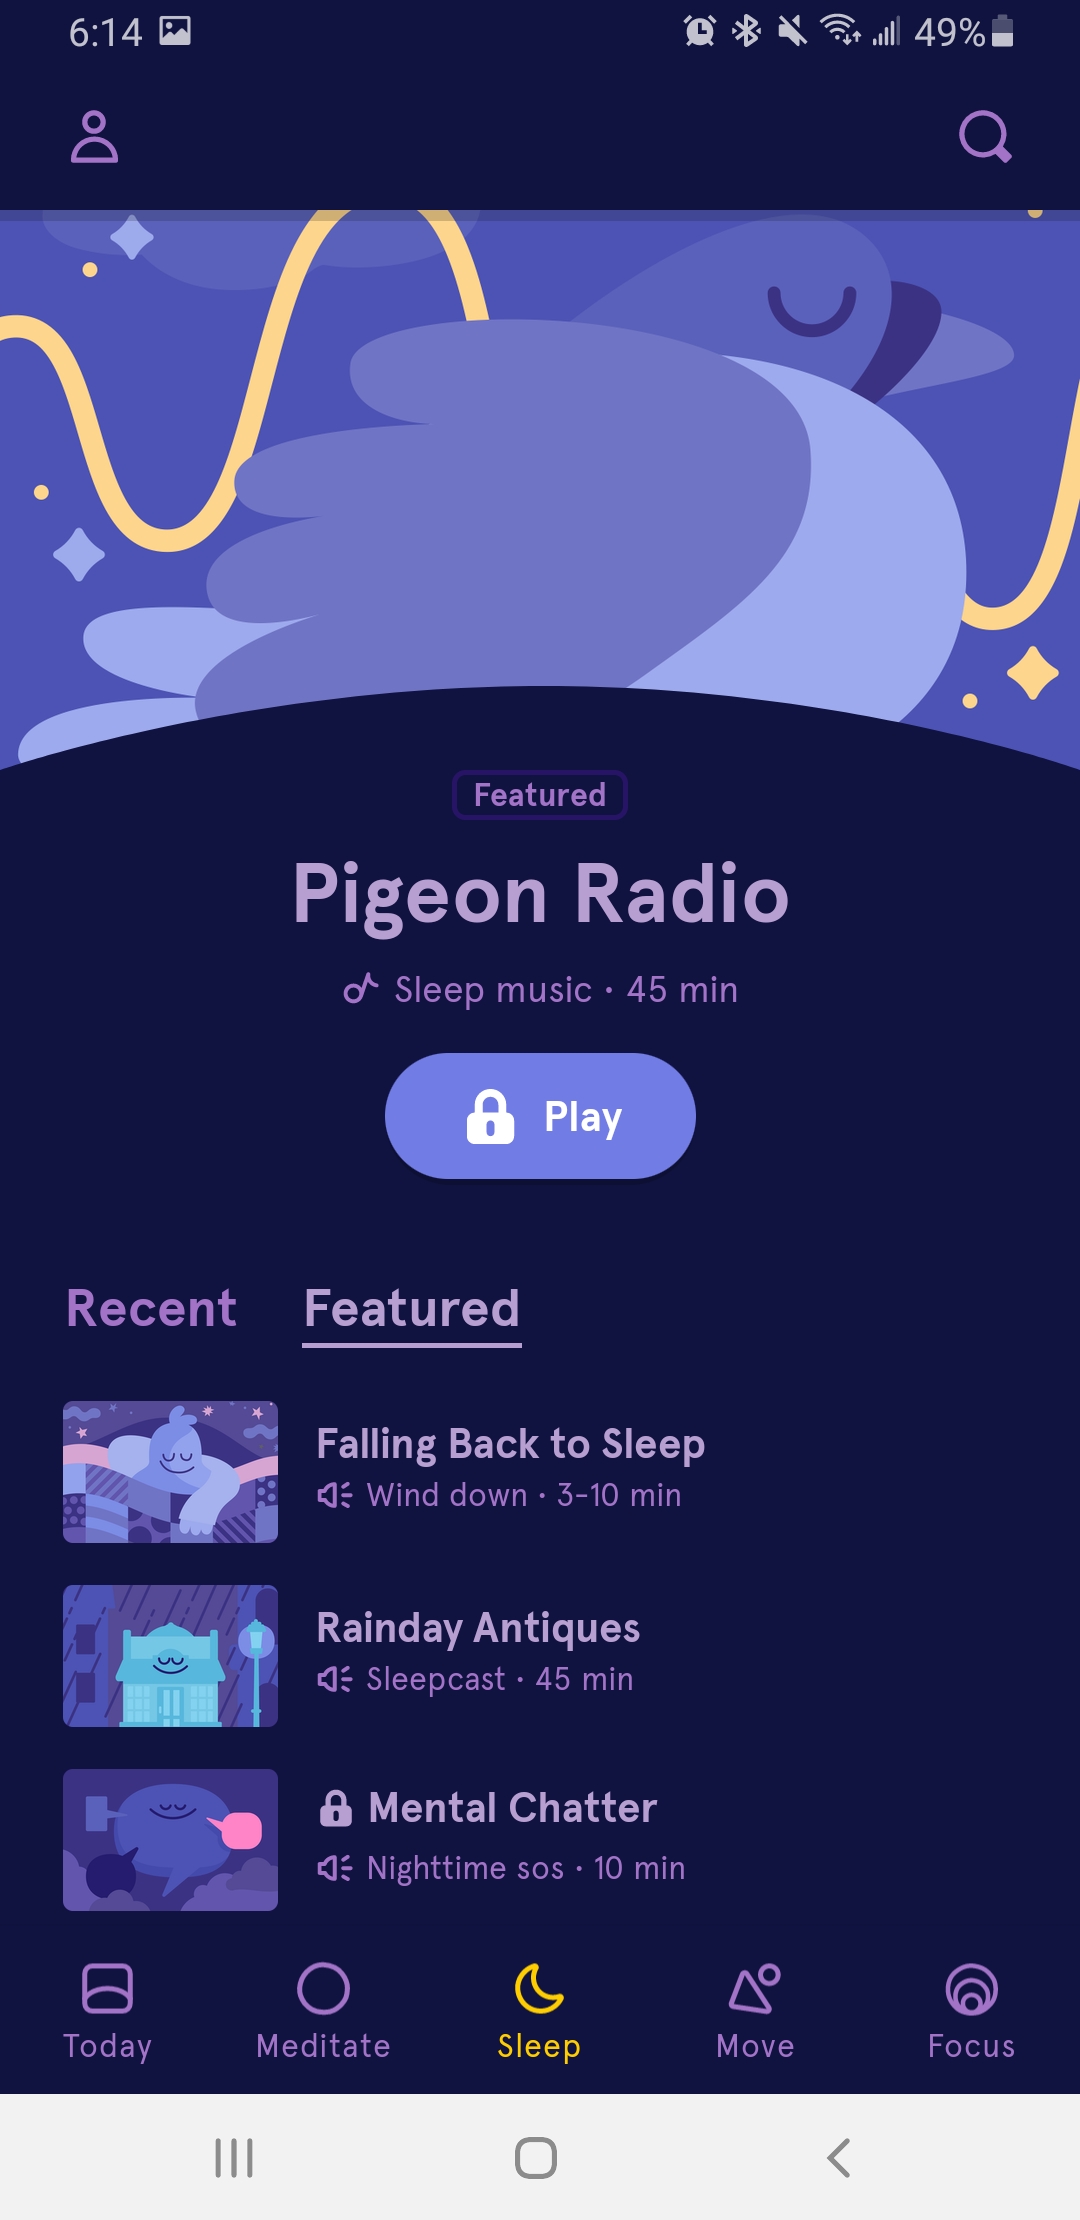 6:14 49%
Featured
Pigeon Radio
Sleep music · 45 min
Play
Recent Featured
Falling Back to Sleep
Wind down · 3-10 min
Rainday Antiques
Sleepcast · 45 min
Mental Chatter
Nighttime sos · 10 min
Today Meditate Sleep Move Focus